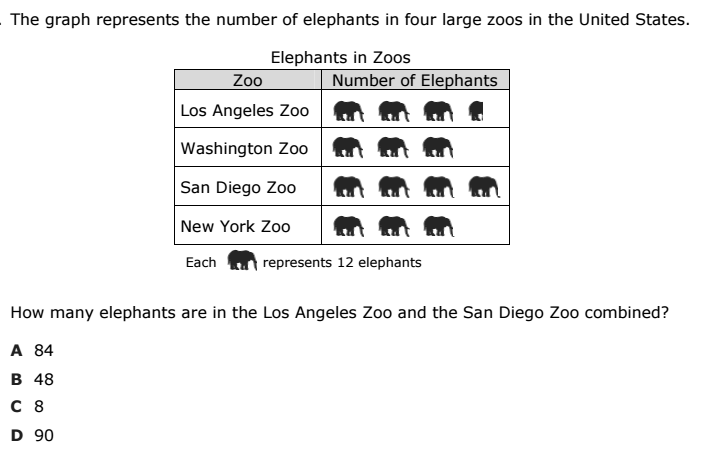 . The graph represents the number of elephants in four large zoos in the United States.
Elephants in Zoos
Zoo Number of Elephants
Los Angeles Zoo
Washington Zoo
San Diego Zoo
New York Zoo
Each represents 12 elephants
How many elephants are in the Los Angeles Zoo and the San Diego Zoo combined?
A 84
B 48
C 8
D 90